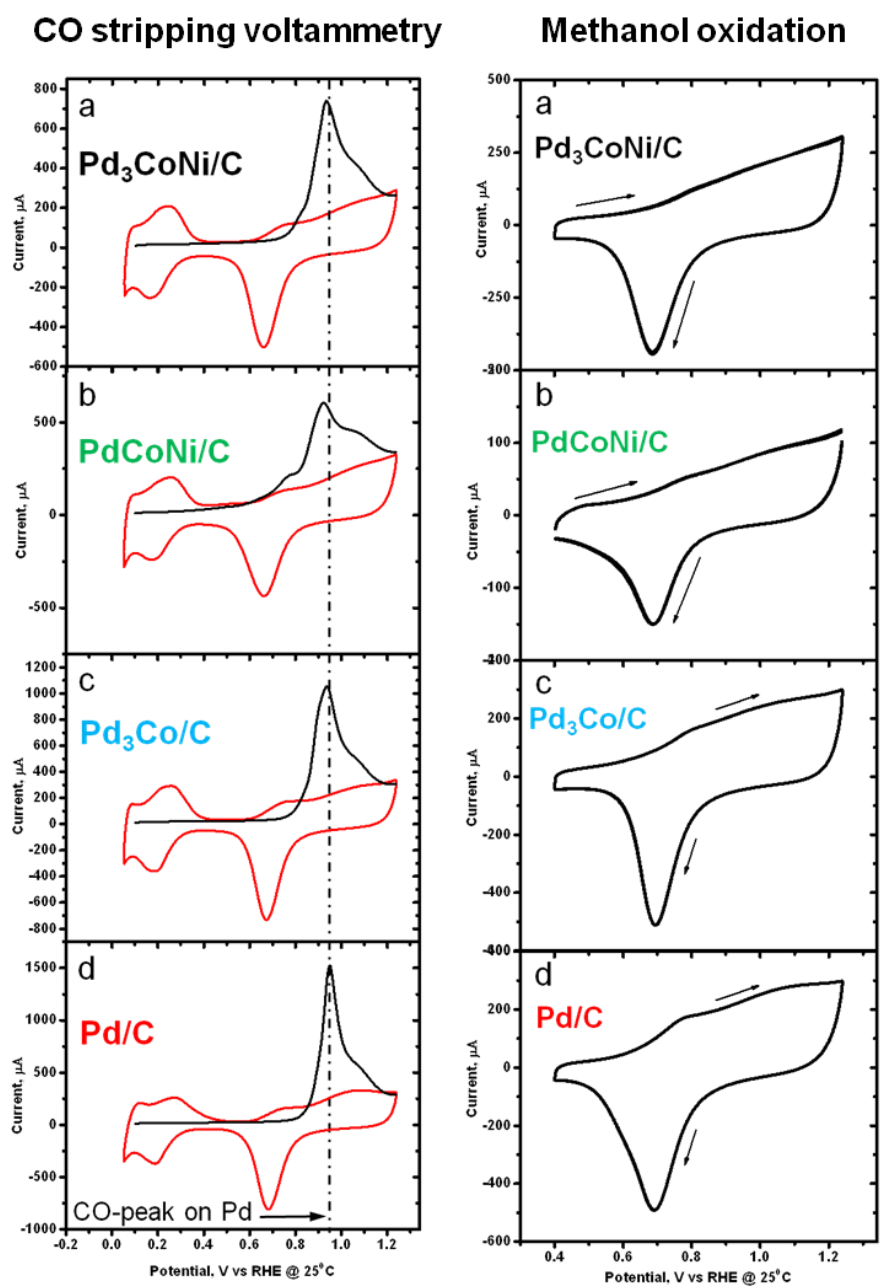 CO stripping voltammetry
Methanol oxidation
a
Pd₃CoNi/C
800
600
400
200
0
-200
-400
-600
Current, µA
b
PdCoNi/C
500
0
-500
Current, µA
c
Pd₃Co/C
1200
1000
800
600
400
200
0
-200
-400
-600
-800
Current, µA
d
Pd/C
1500
1000
500
0
-500
-1000
Current, µA
CO-peak on Pd
-0.2 0.0 0.2 0.4 0.6 0.8 1.0 1.2
Potential, V vs RHE @ 25⁰C
a
Pd₃CoNi/C
500
250
0
-250
Current, µA
b
PdCoNi/C
100
0
-100
Current, µA
c
Pd₃Co/C
200
0
-200
-400
Current, µA
d
Pd/C
200
0
-200
-400
-600
Current, µA
0.4 0.6 0.8 1.0 1.2
Potential, V vs RHE @ 25⁰C